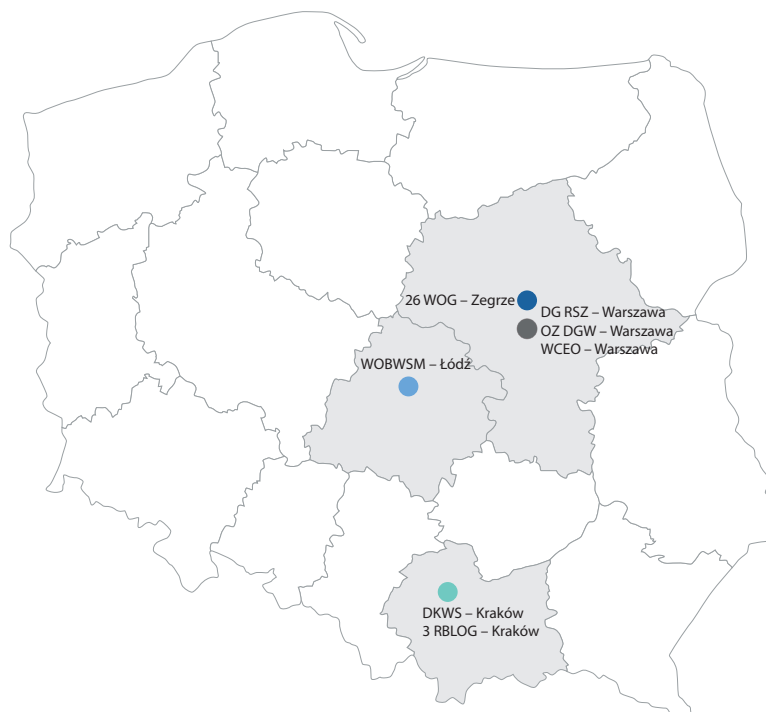 26 WOG – Zegrze
DG RSZ – Warszawa
OZ DGW – Warszawa
WCEO – Warszawa
WOBWSM – Łódź
DKWS – Kraków
3 RBLOG – Kraków